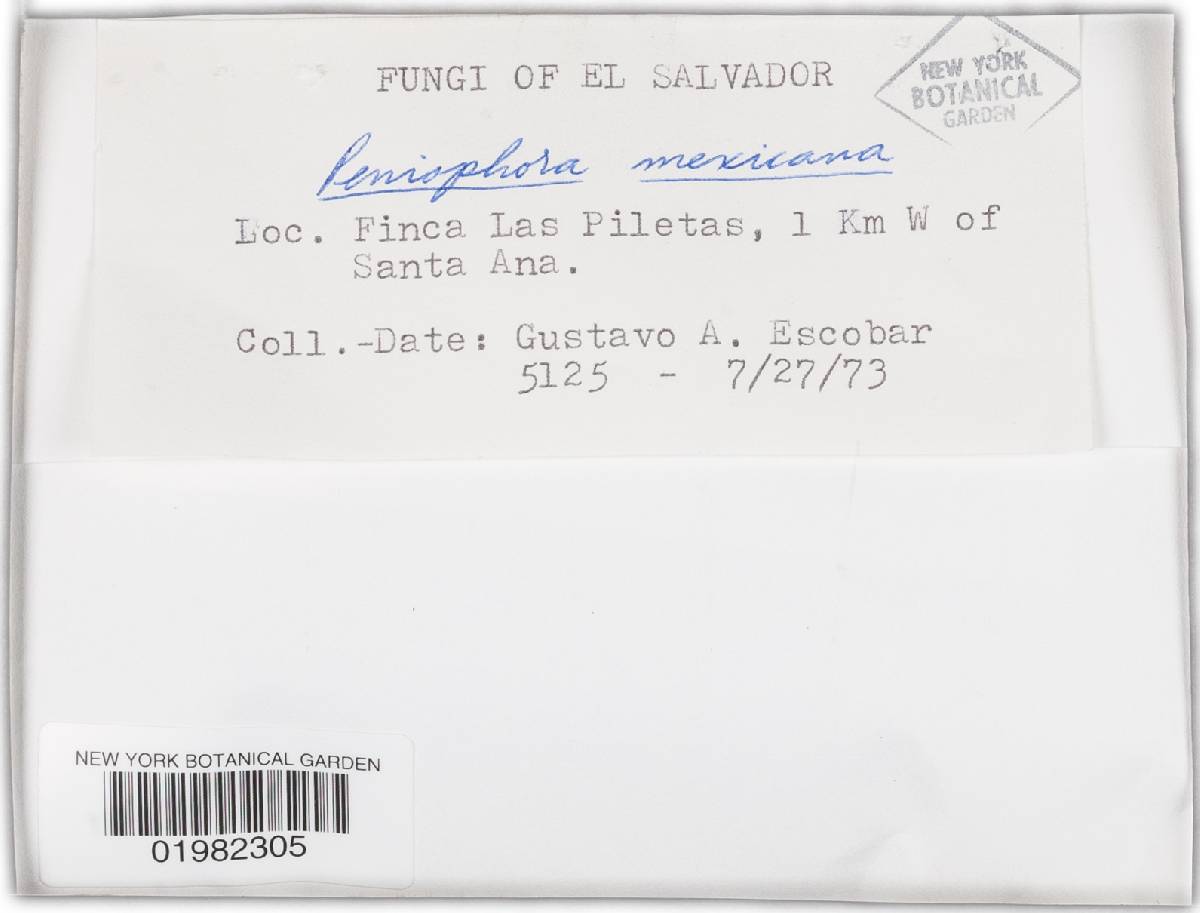 FUNGI OF EL SALVADOR
NEW YORK
BOTANICAL
GARDEN
Peniophora mexicana
Loc. Finca Las Piletas, 1 Km W of
Santa Ana.
Coll.-Date: Gustavo A. Escobar
5125 - 7/27/73
NEW YORK BOTANICAL GARDEN
01982305